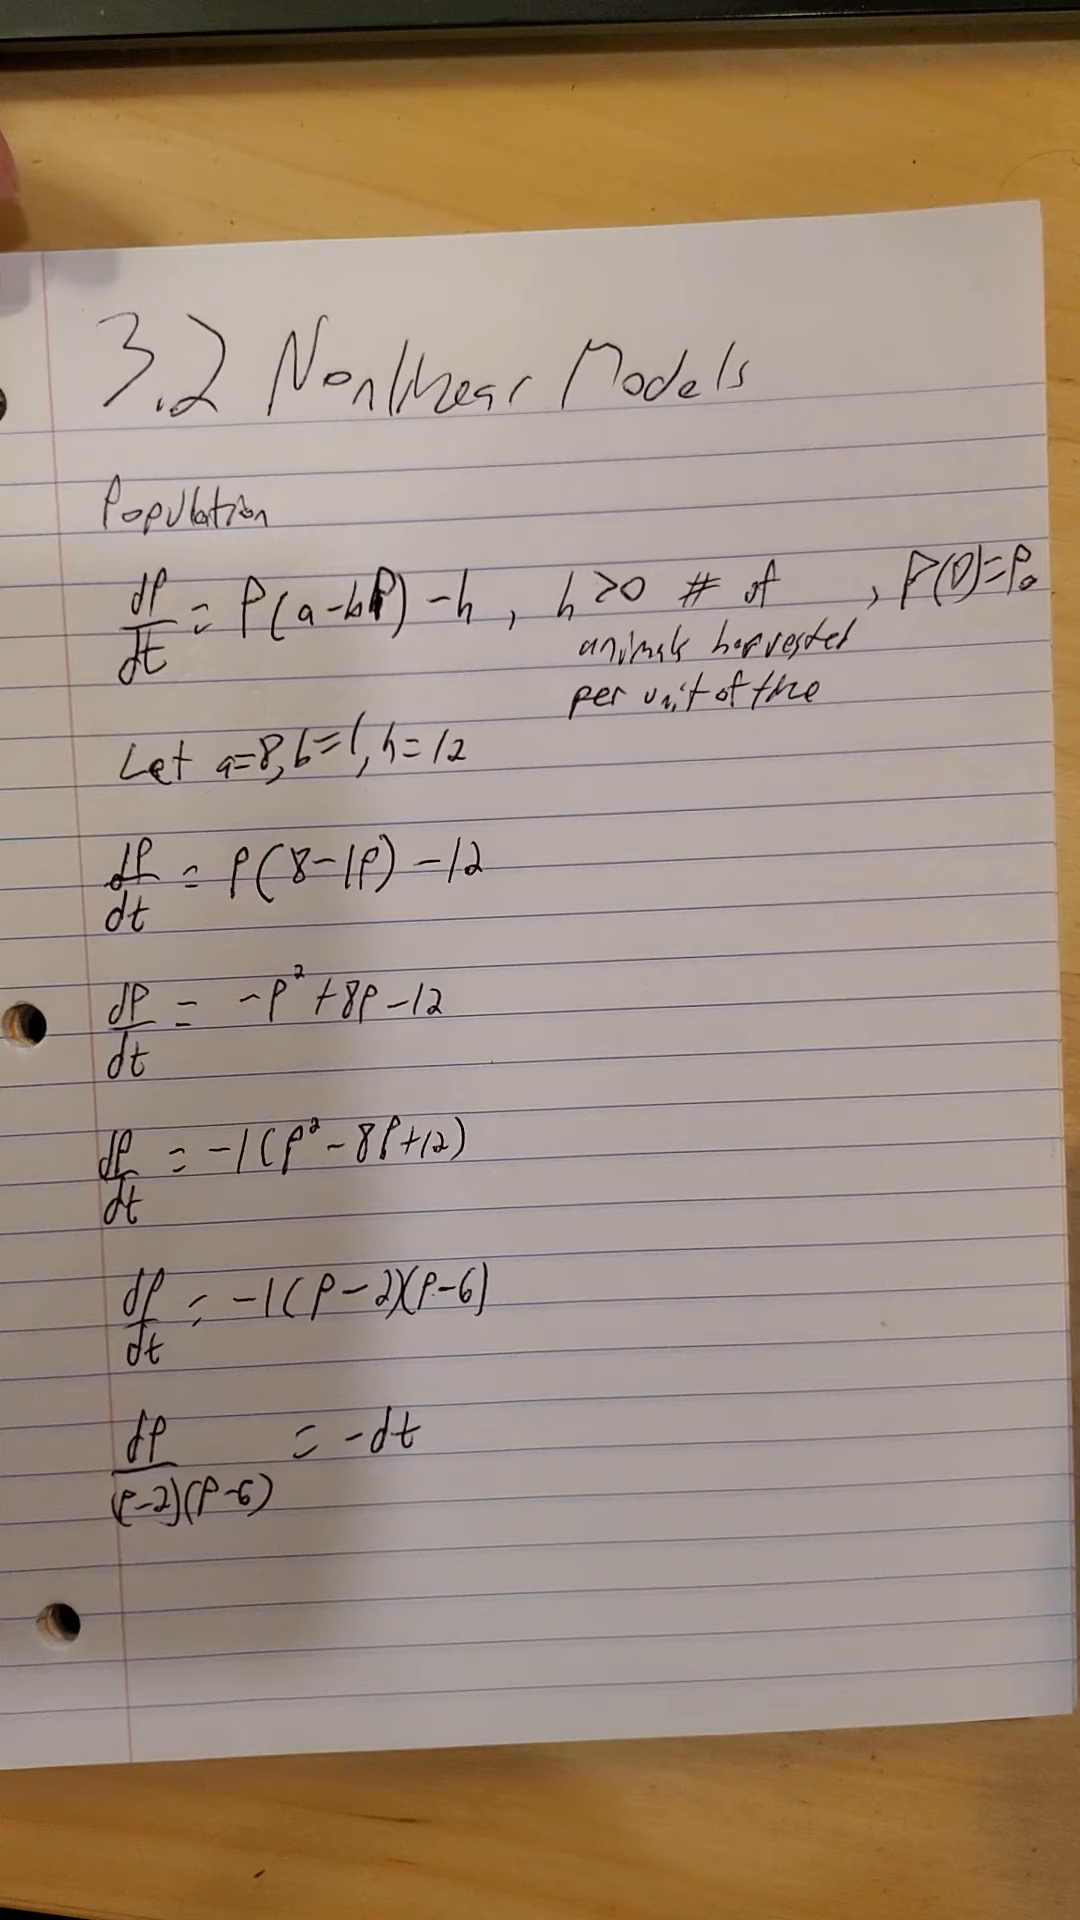 3.2 Nonlinear Models
Population
dP/dt = P(a-bP) -h, h>0 # of animals harvested per unit of time, P(0)=P₀
Let a=8, b=1, h=12
dP/dt = P(8-1P) -12
dP/dt = -P² +8P -12
dP/dt = -1(P² - 8P+12)
dP/dt = -1(P-2)(P-6)
dP/(P-2)(P-6) = -dt